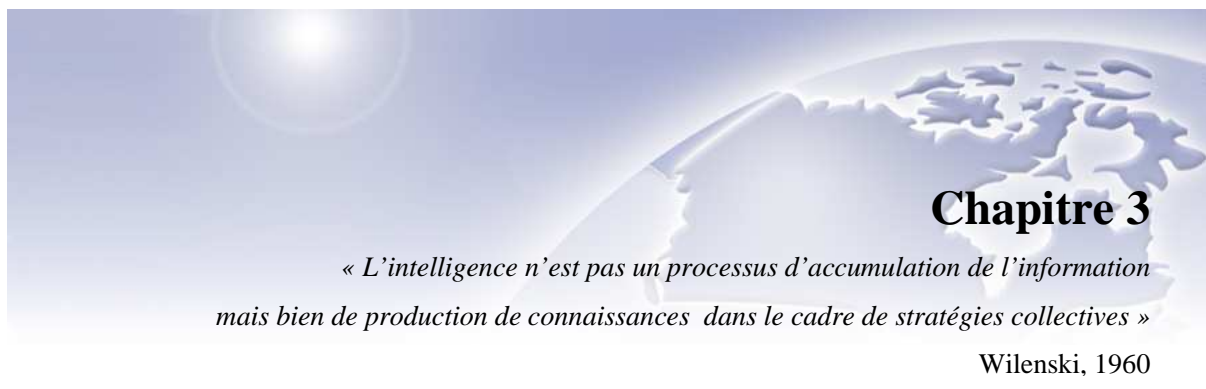 Chapitre 3
« L’intelligence n’est pas un processus d’accumulation de l’information
mais bien de production de connaissances dans le cadre de stratégies collectives »
Wilenski, 1960